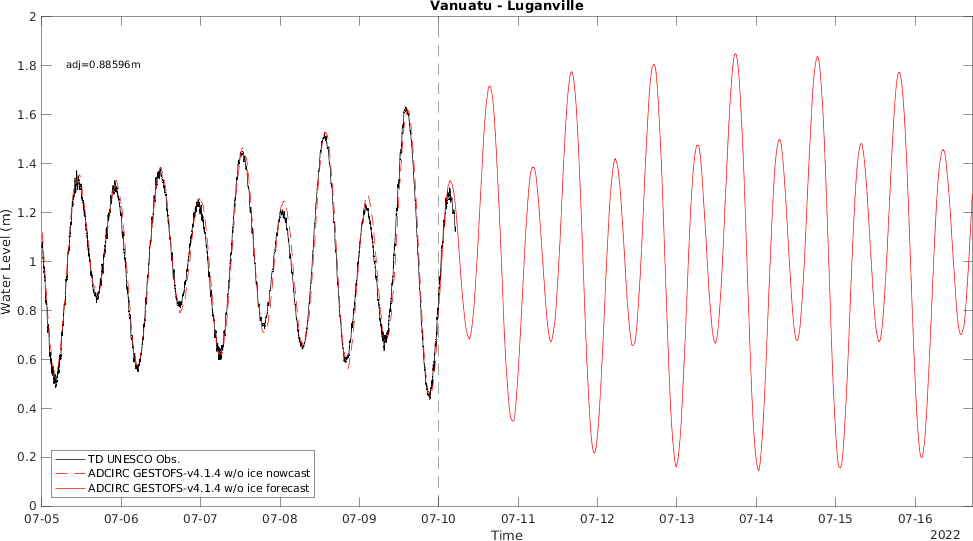 Vanuatu - Luganville
adj=0.88596m
Water Level (m)
2
1.8
1.6
1.4
1.2
1
0.8
0.6
0.4
0.2
0
TD UNESCO Obs.
ADCIRC GESTOFS-v4.1.4 w/o ice nowcast
ADCIRC GESTOFS-v4.1.4 w/o ice forecast
07-05 07-06 07-07 07-08 07-09 07-10 07-11 07-12 07-13 07-14 07-15 07-16
Time
2022